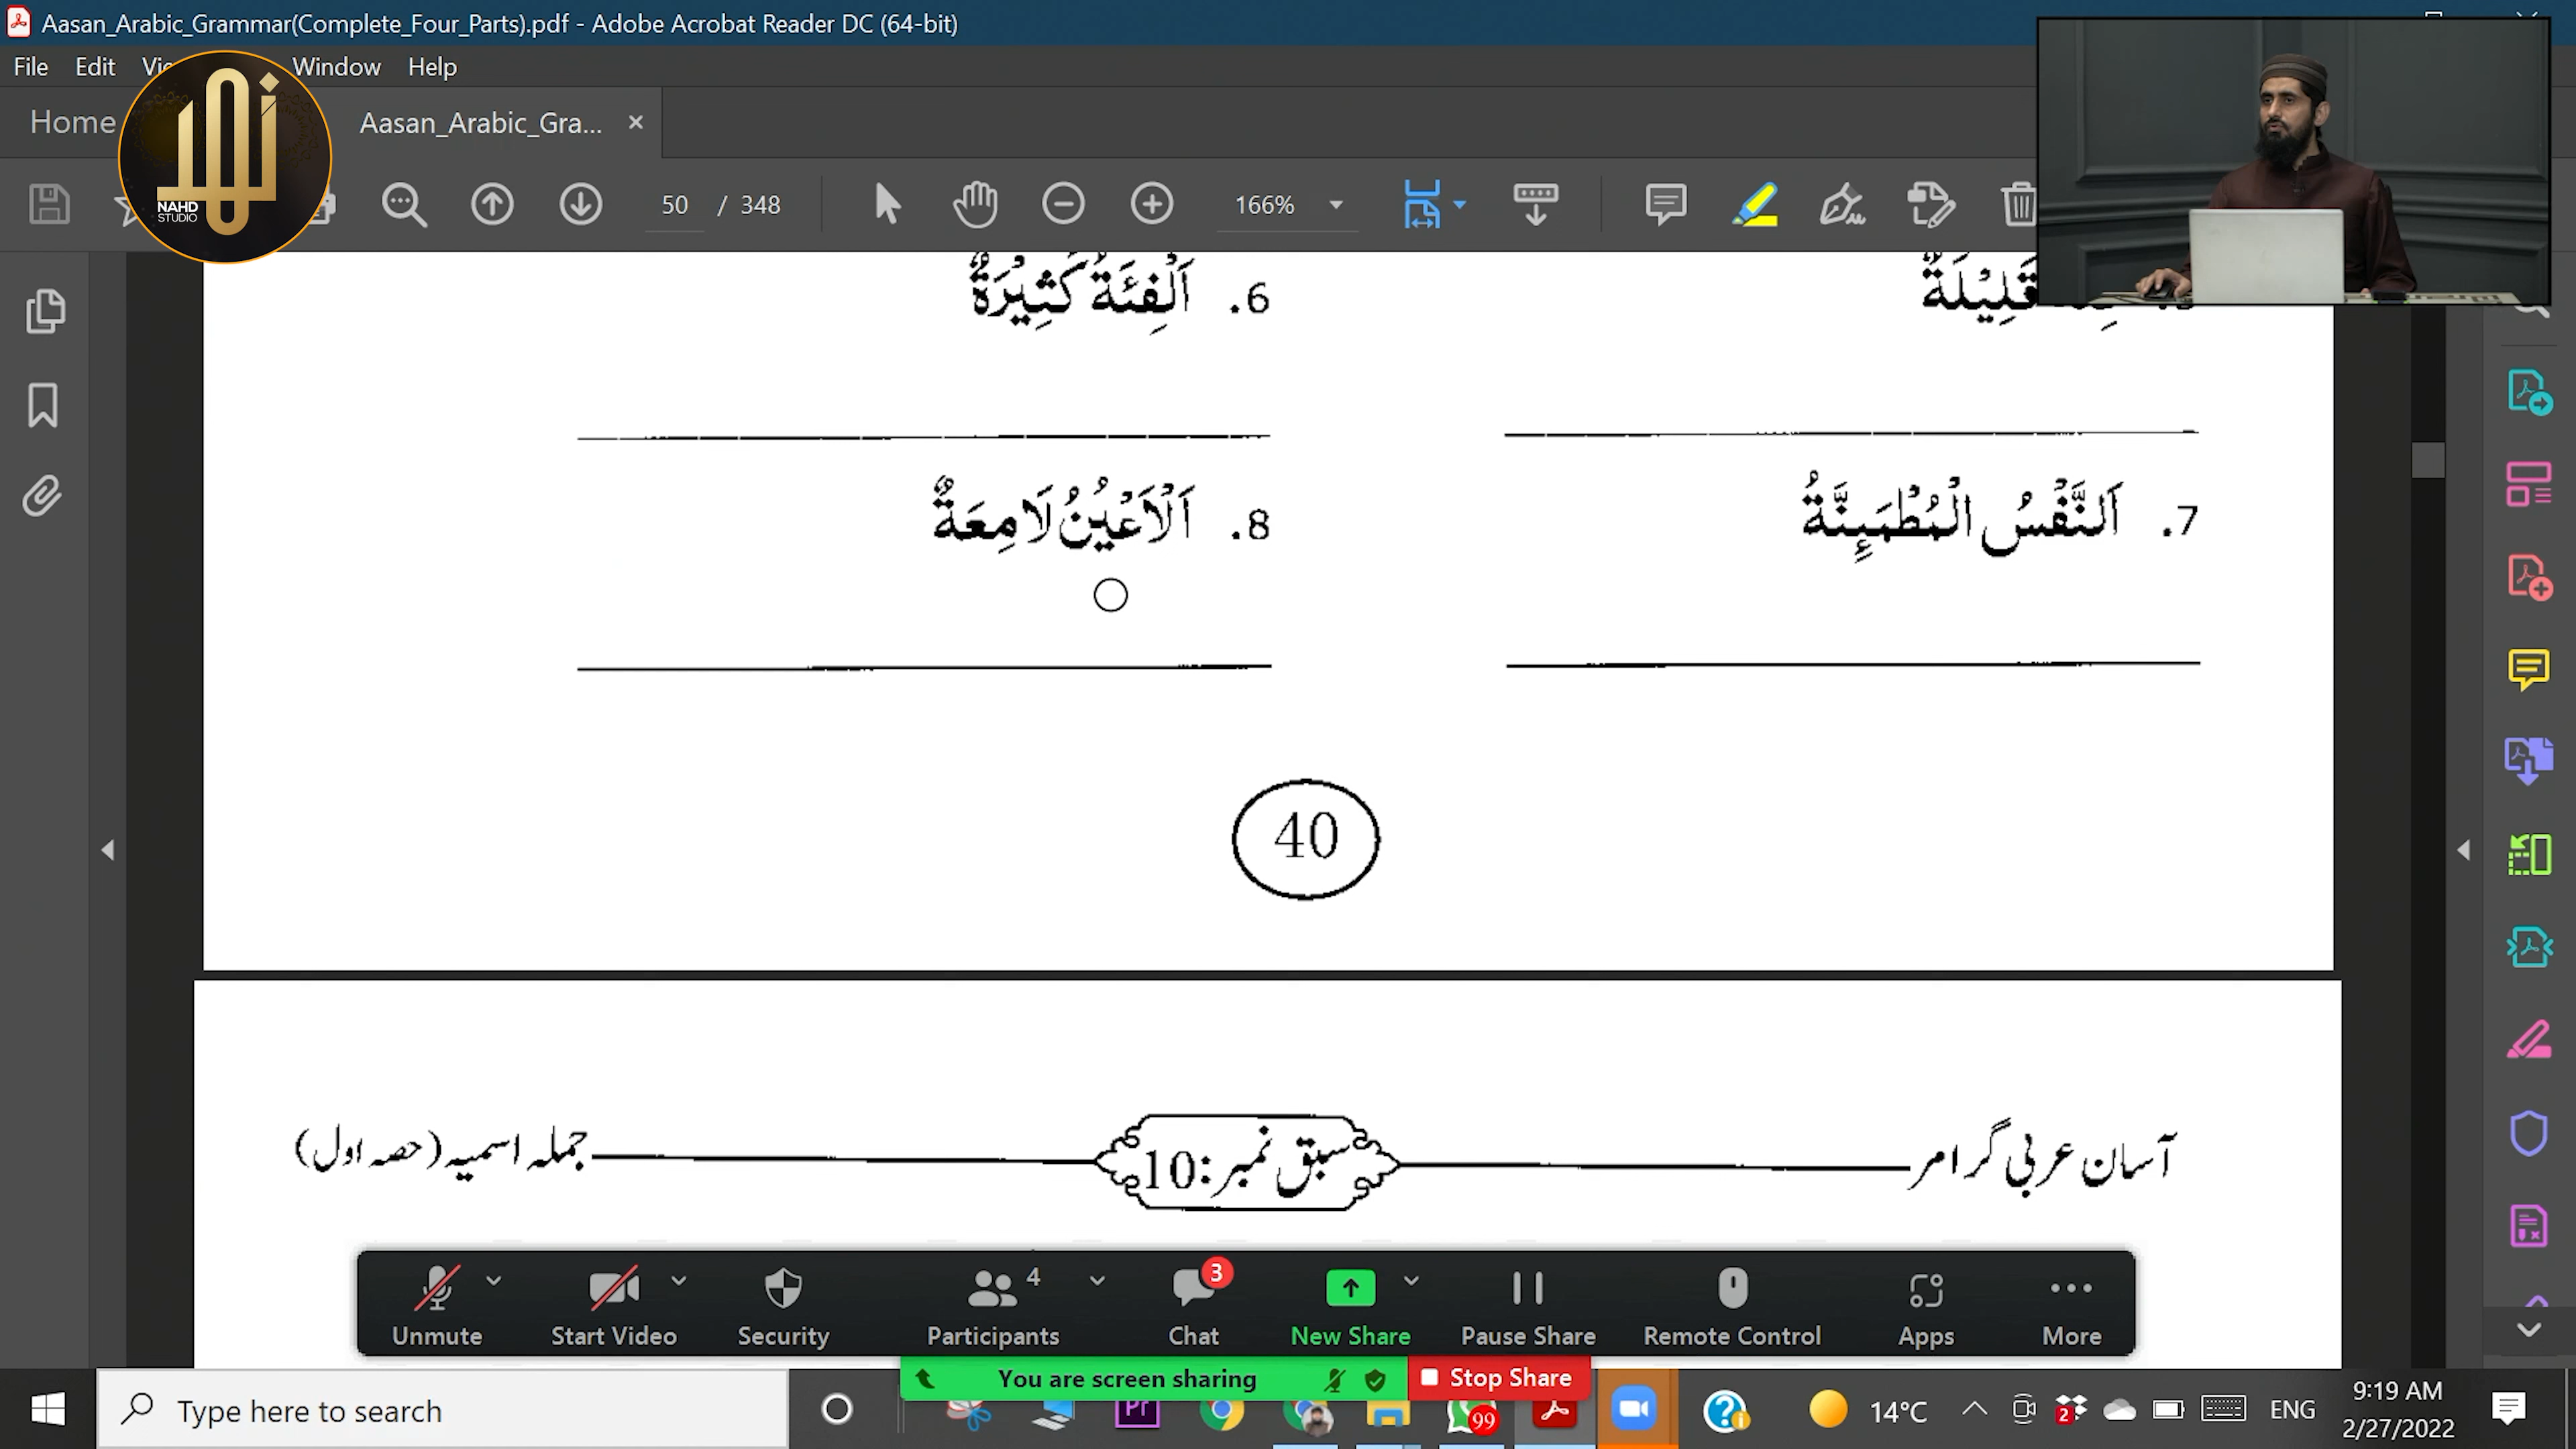 Aasan_Arabic_Grammar(Complete_Four_Parts).pdf - Adobe Acrobat Reader DC (64-bit)
File Edit Window Help
Home Aasan_Arabic_Gra...
NAHD
STUDIO
50 / 348
166%
قَلِيْلَةٌ
6. اَلْفِئَةُ كَثِيْرَةٌ
7. اَلنَّفْسُ الْمُطْمَئِنَّةُ
8. اَلْاَعْيُنُ لَامِعَةٌ
40
آسان عربی گرامر
سبق نمبر:10
جملہ اسمیہ (حصہ اول)
Unmute Start Video Security Participants 4 Chat 3 New Share Pause Share Remote Control Apps More
You are screen sharing Stop Share
Type here to search
Pr
99
14°C
2
ENG
9:19 AM
2/27/2022